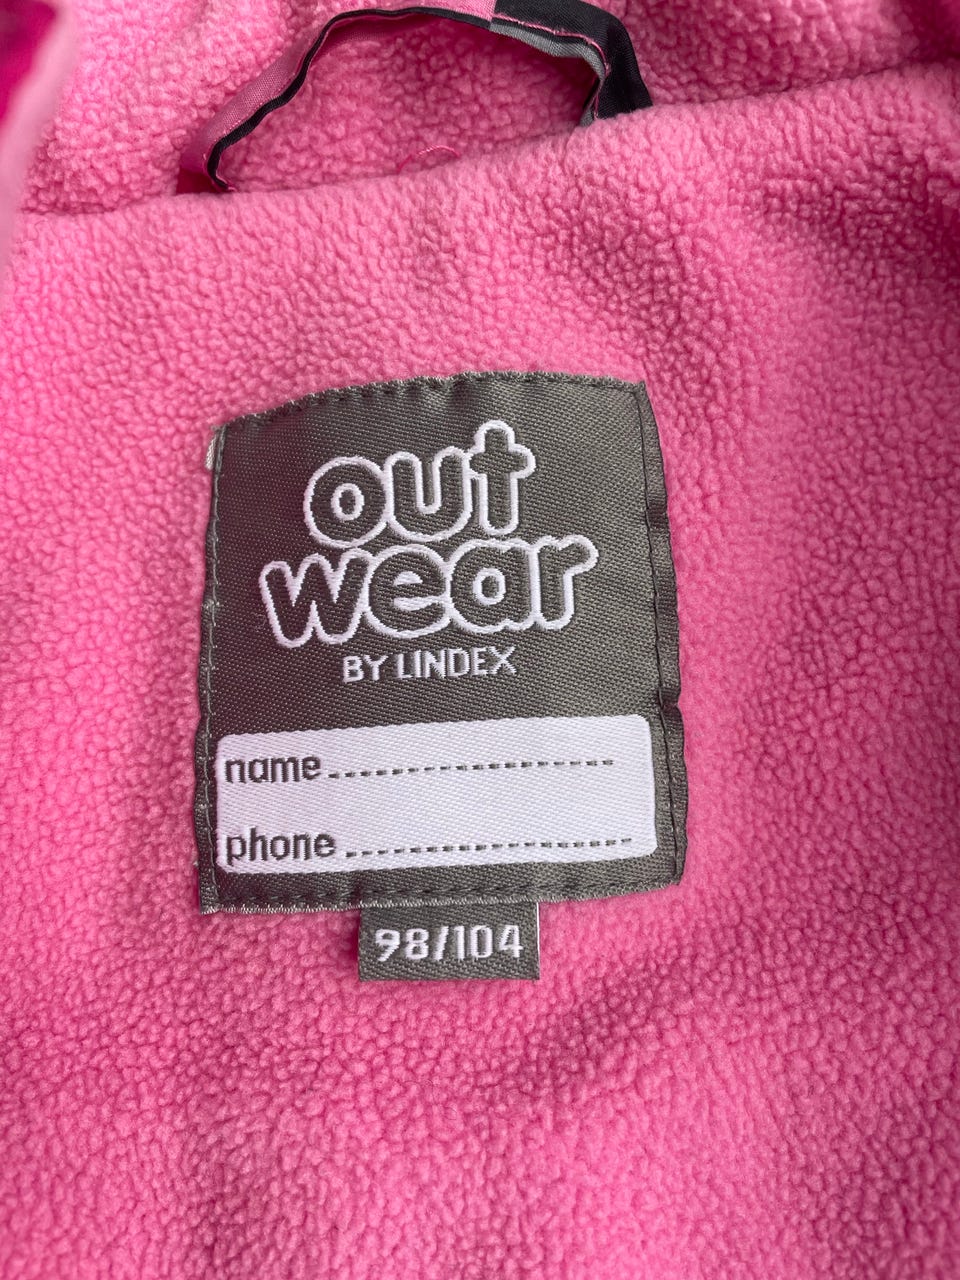 out
wear
BY LINDEX
name..................
phone..................
98/104